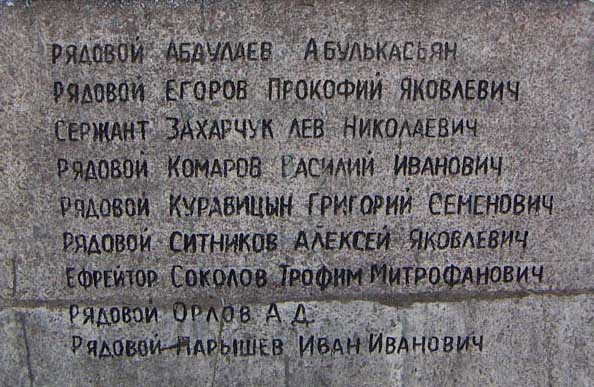 РЯДОВОЙ АБДУЛАЕВ АБУЛЬКАСЬЯН
РЯДОВОЙ ЕГОРОВ ПРОКОФИЙ ЯКОВЛЕВИЧ
СЕРЖАНТ ЗАХАРЧУК ЛЕВ НИКОЛАЕВИЧ
РЯДОВОЙ КОМАРОВ ВАСИЛИЙ ИВАНОВИЧ
РЯДОВОЙ КУРАВИЦЫН ГРИГОРИЙ СЕМЕНОВИЧ
РЯДОВОЙ СИТНИКОВ АЛЕКСЕЙ ЯКОВЛЕВИЧ
ЕФРЕЙТОР СОКОЛОВ ТРОФИМ МИТРОФАНОВИЧ
РЯДОВОЙ ОРЛОВ А.Д.
РЯДОВОЙ ПАРЫШЕВ ИВАН ИВАНОВИЧ